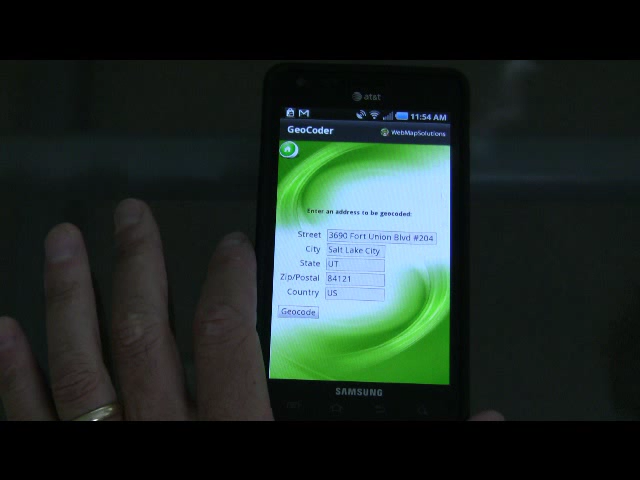 at&t
11:54 AM
GeoCoder WebMapSolutions
Enter an address to be geocoded:
Street 3690 Fort Union Blvd #204
City Salt Lake City
State UT
Zip/Postal 84121
Country US
Geocode
SAMSUNG